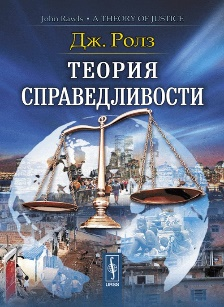 John Rawls • A THEORY OF JUSTICE
Дж. Ролз
ТЕОРИЯ
СПРАВЕДЛИВОСТИ
URSS